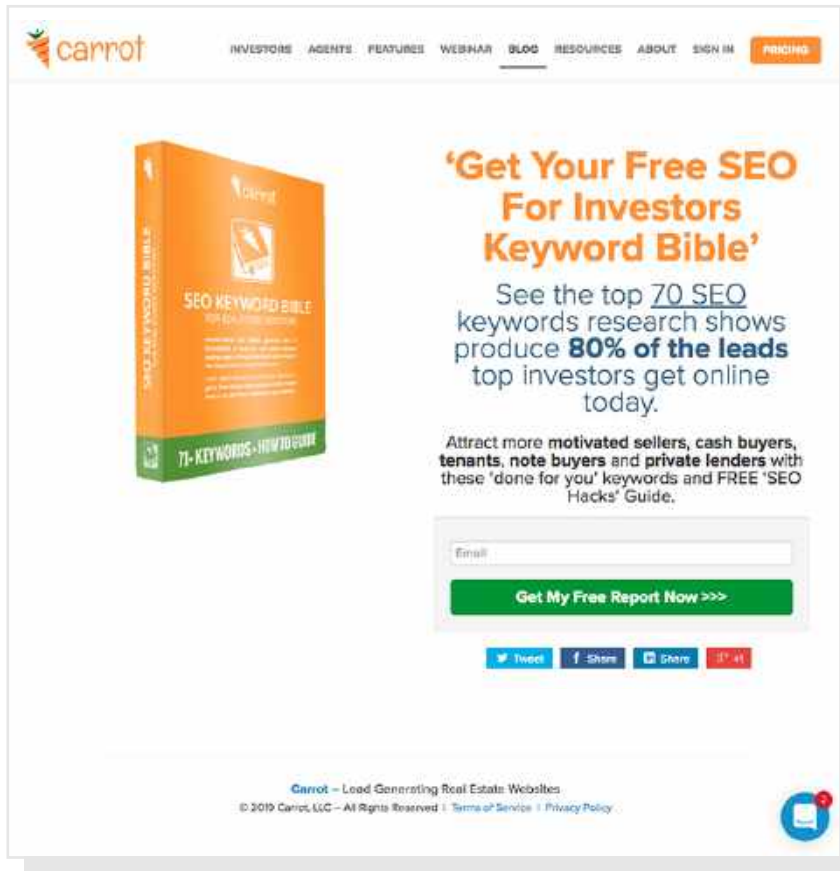 carrot
INVESTORS AGENTS FEATURES WEBINAR BLOG RESOURCES ABOUT SIGN IN PRICING
carrot
SEO KEYWORD BIBLE
SEO KEYWORD BIBLE
71+ KEYWORDS + HOW TO GUIDE
‘Get Your Free SEO
For Investors
Keyword Bible’
See the top 70 SEO
keywords research shows
produce 80% of the leads
top investors get online
today.
Attract more motivated sellers, cash buyers,
tenants, note buyers and private lenders with
these 'done for you' keywords and FREE 'SEO
Hacks' Guide.
Email
Get My Free Report Now >>>
Tweet Share Share +1
Carrot – Lead Generating Real Estate Websites
© 2019 Carrot, LLC – All Rights Reserved | Terms of Service | Privacy Policy